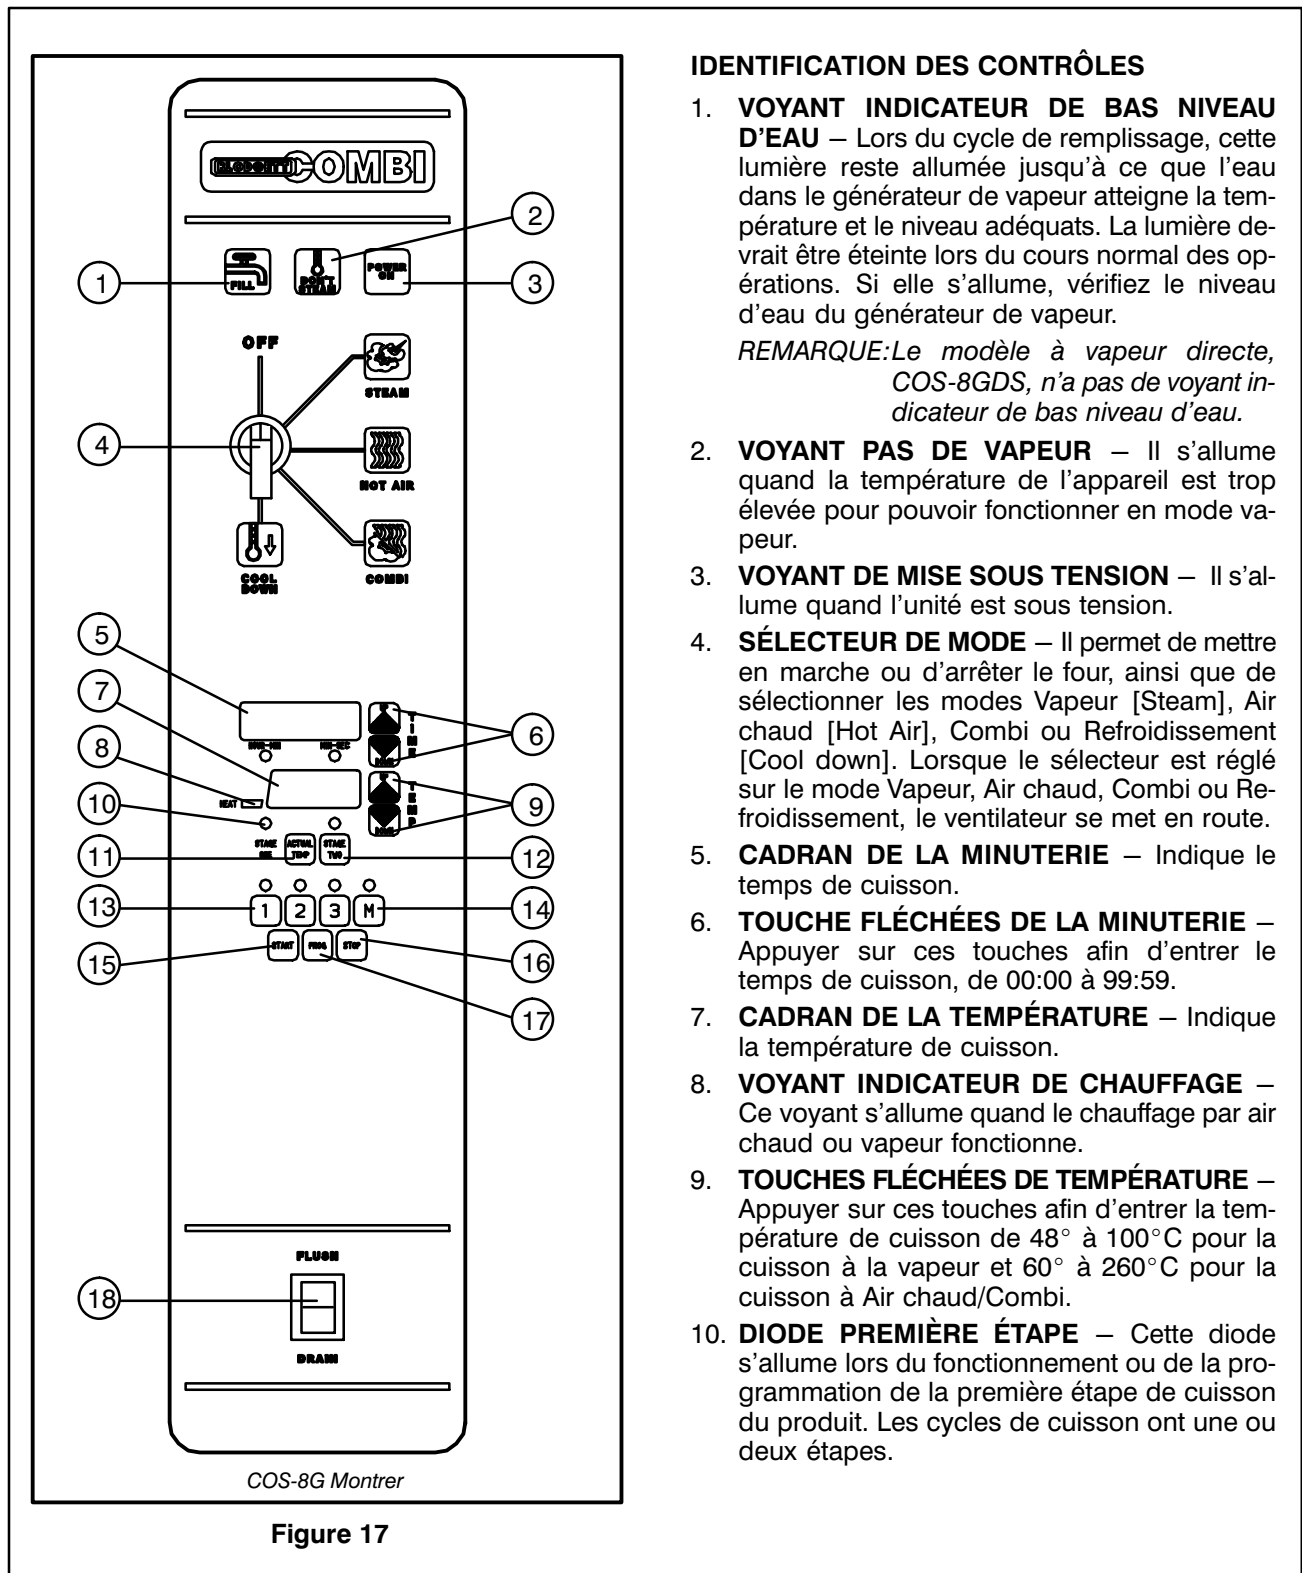 BLODGETT COMBI
FILL
DON'T
STEAM
POWER
ON
1
2
3
OFF
STEAM
4
HOT AIR
COOL
DOWN
COMBI
5
7
UP
TIME
DOWN
HOUR-MIN
MIN-SEC
6
8
HEAT
UP
TEMP
DOWN
9
10
STAGE
ONE
ACTUAL
TEMP
STAGE
TWO
11
12
13
1
2
3
M
14
START
PROG
STOP
15
16
17
FLUSH
18
DRAIN
COS-8G Montrer
Figure 17
IDENTIFICATION DES CONTRÔLES
1. VOYANT INDICATEUR DE BAS NIVEAU
D'EAU — Lors du cycle de remplissage, cette
lumière reste allumée jusqu'à ce que l'eau
dans le générateur de vapeur atteigne la tem-
pérature et le niveau adéquats. La lumière de-
vrait être éteinte lors du cours normal des op-
érations. Si elle s'allume, vérifiez le niveau
d'eau du générateur de vapeur.
REMARQUE:Le modèle à vapeur directe,
COS-8GDS, n'a pas de voyant in-
dicateur de bas niveau d'eau.
2. VOYANT PAS DE VAPEUR — Il s'allume
quand la température de l'appareil est trop
élevée pour pouvoir fonctionner en mode va-
peur.
3. VOYANT DE MISE SOUS TENSION — Il s'al-
lume quand l'unité est sous tension.
4. SÉLECTEUR DE MODE — Il permet de mettre
en marche ou d'arrêter le four, ainsi que de
sélectionner les modes Vapeur [Steam], Air
chaud [Hot Air], Combi ou Refroidissement
[Cool down]. Lorsque le sélecteur est réglé
sur le mode Vapeur, Air chaud, Combi ou Re-
froidissement, le ventilateur se met en route.
5. CADRAN DE LA MINUTERIE — Indique le
temps de cuisson.
6. TOUCHE FLÉCHÉES DE LA MINUTERIE —
Appuyer sur ces touches afin d'entrer le
temps de cuisson, de 00:00 à 99:59.
7. CADRAN DE LA TEMPÉRATURE — Indique
la température de cuisson.
8. VOYANT INDICATEUR DE CHAUFFAGE —
Ce voyant s'allume quand le chauffage par air
chaud ou vapeur fonctionne.
9. TOUCHES FLÉCHÉES DE TEMPÉRATURE —
Appuyer sur ces touches afin d'entrer la tem-
pérature de cuisson de 48° à 100°C pour la
cuisson à la vapeur et 60° à 260°C pour la
cuisson à Air chaud/Combi.
10. DIODE PREMIÈRE ÉTAPE — Cette diode
s'allume lors du fonctionnement ou de la pro-
grammation de la première étape de cuisson
du produit. Les cycles de cuisson ont une ou
deux étapes.